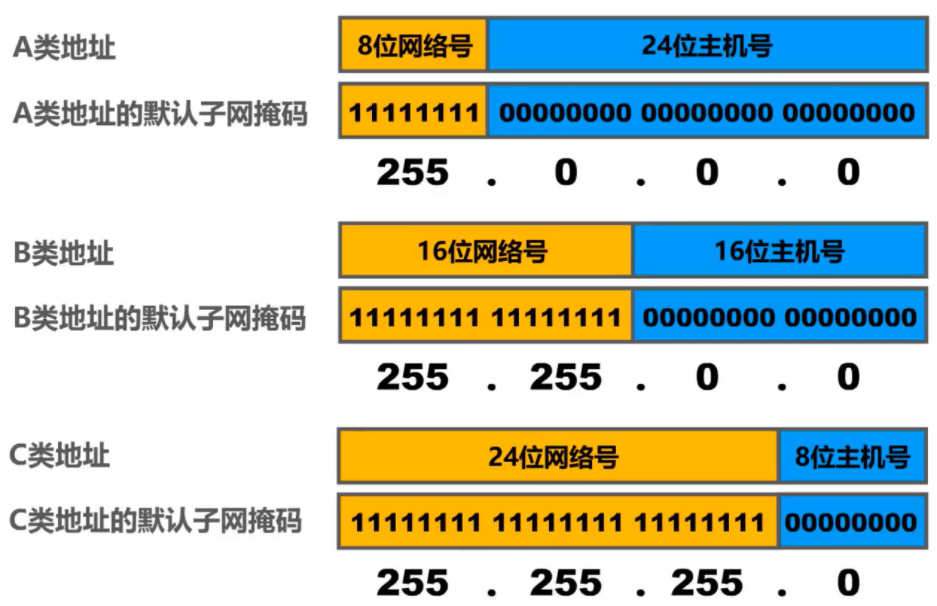 A类地址 8位网络号 24位主机号
A类地址的默认子网掩码 11111111 00000000 00000000 00000000
255 . 0 . 0 . 0
B类地址 16位网络号 16位主机号
B类地址的默认子网掩码 11111111 11111111 00000000 00000000
255 . 255 . 0 . 0
C类地址 24位网络号 8位主机号
C类地址的默认子网掩码 11111111 11111111 11111111 00000000
255 . 255 . 255 . 0